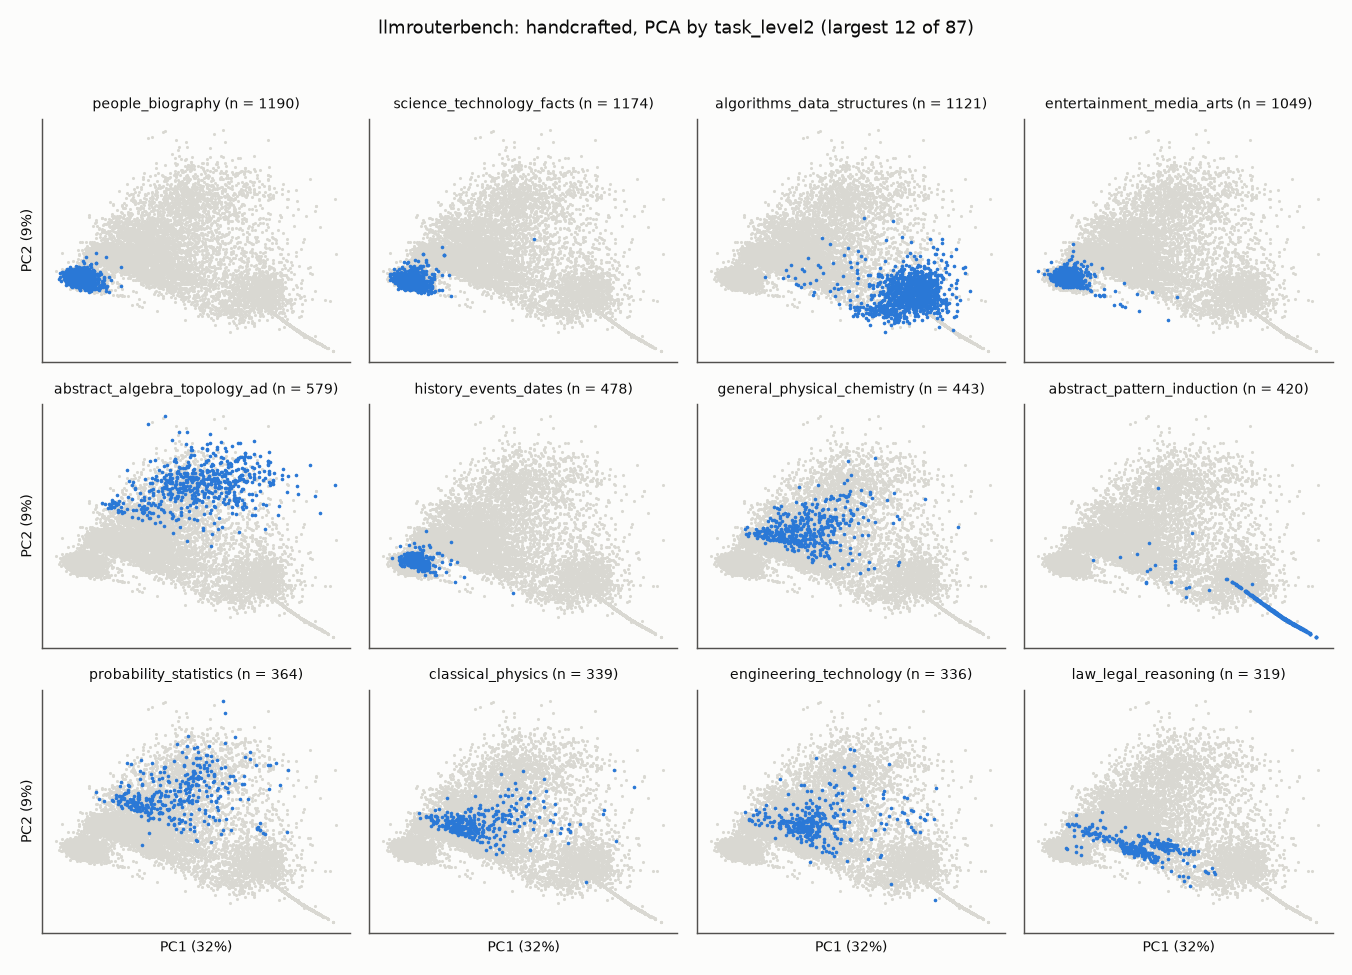 llmrouterbench: handcrafted, PCA by task_level2 (largest 12 of 87)
people_biography (n = 1190)
science_technology_facts (n = 1174)
algorithms_data_structures (n = 1121)
entertainment_media_arts (n = 1049)
PC2 (9%)
abstract_algebra_topology_ad (n = 579)
history_events_dates (n = 478)
general_physical_chemistry (n = 443)
abstract_pattern_induction (n = 420)
PC2 (9%)
probability_statistics (n = 364)
classical_physics (n = 339)
engineering_technology (n = 336)
law_legal_reasoning (n = 319)
PC2 (9%)
PC1 (32%)
PC1 (32%)
PC1 (32%)
PC1 (32%)